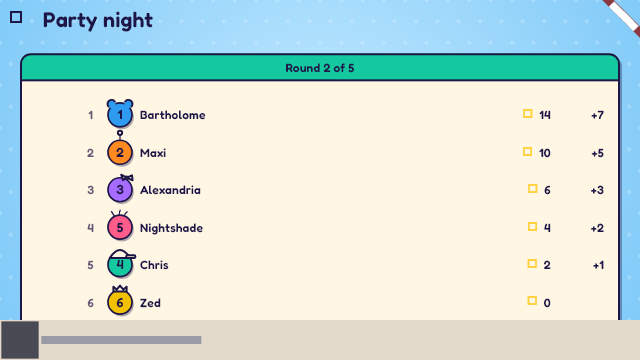 Party night
Round 2 of 5
1 1 Bartholome 14 +7
2 2 Maxi 10 +5
3 3 Alexandria 6 +3
4 5 Nightshade 4 +2
5 4 Chris 2 +1
6 6 Zed 0